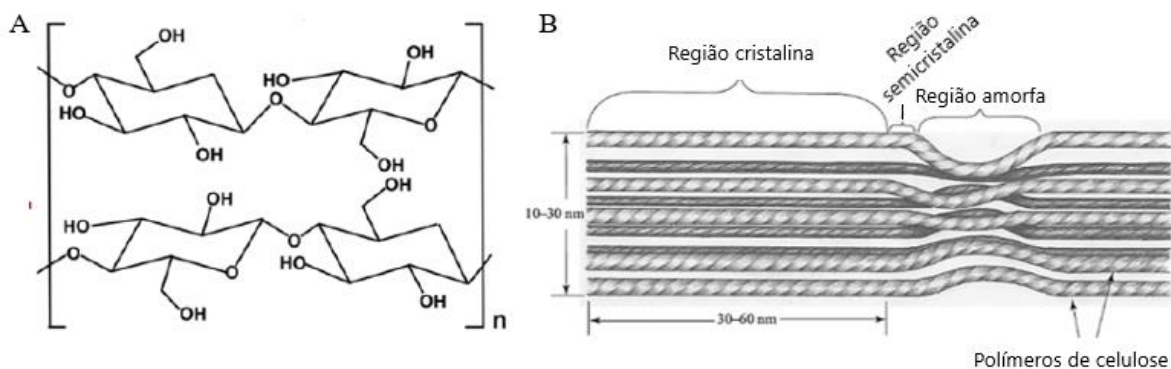 A
OH
OH
OH
HO
O
O
O
HO
HO
OH
OH
OH
OH
OH
HO
O
O
O
HO
OH
OH
n
B
Região cristalina
Região
semicristalina
Região amorfa
10–30 nm
30–60 nm
Polímeros de celulose